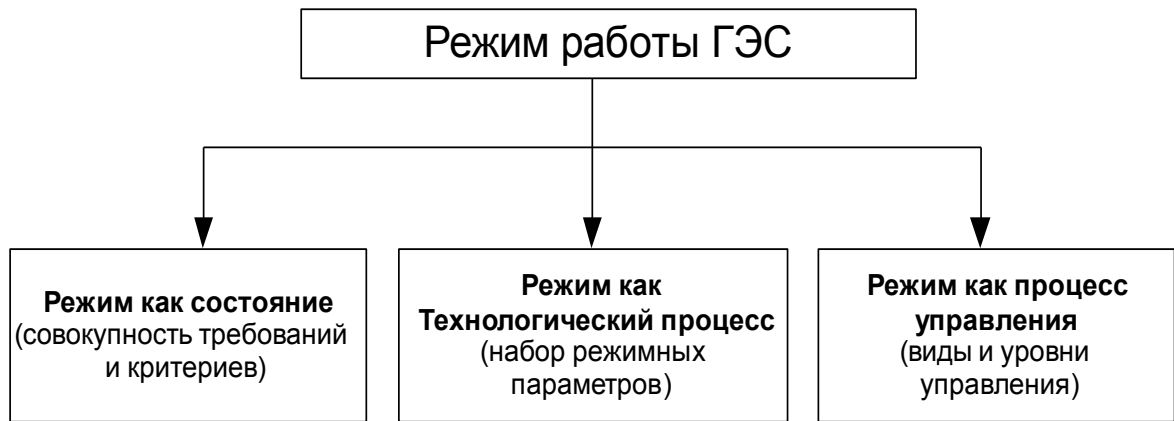 Режим работы ГЭС
Режим как состояние
(совокупность требований
и критериев)
Режим как
Технологический процесс
(набор режимных
параметров)
Режим как процесс
управления
(виды и уровни
управления)